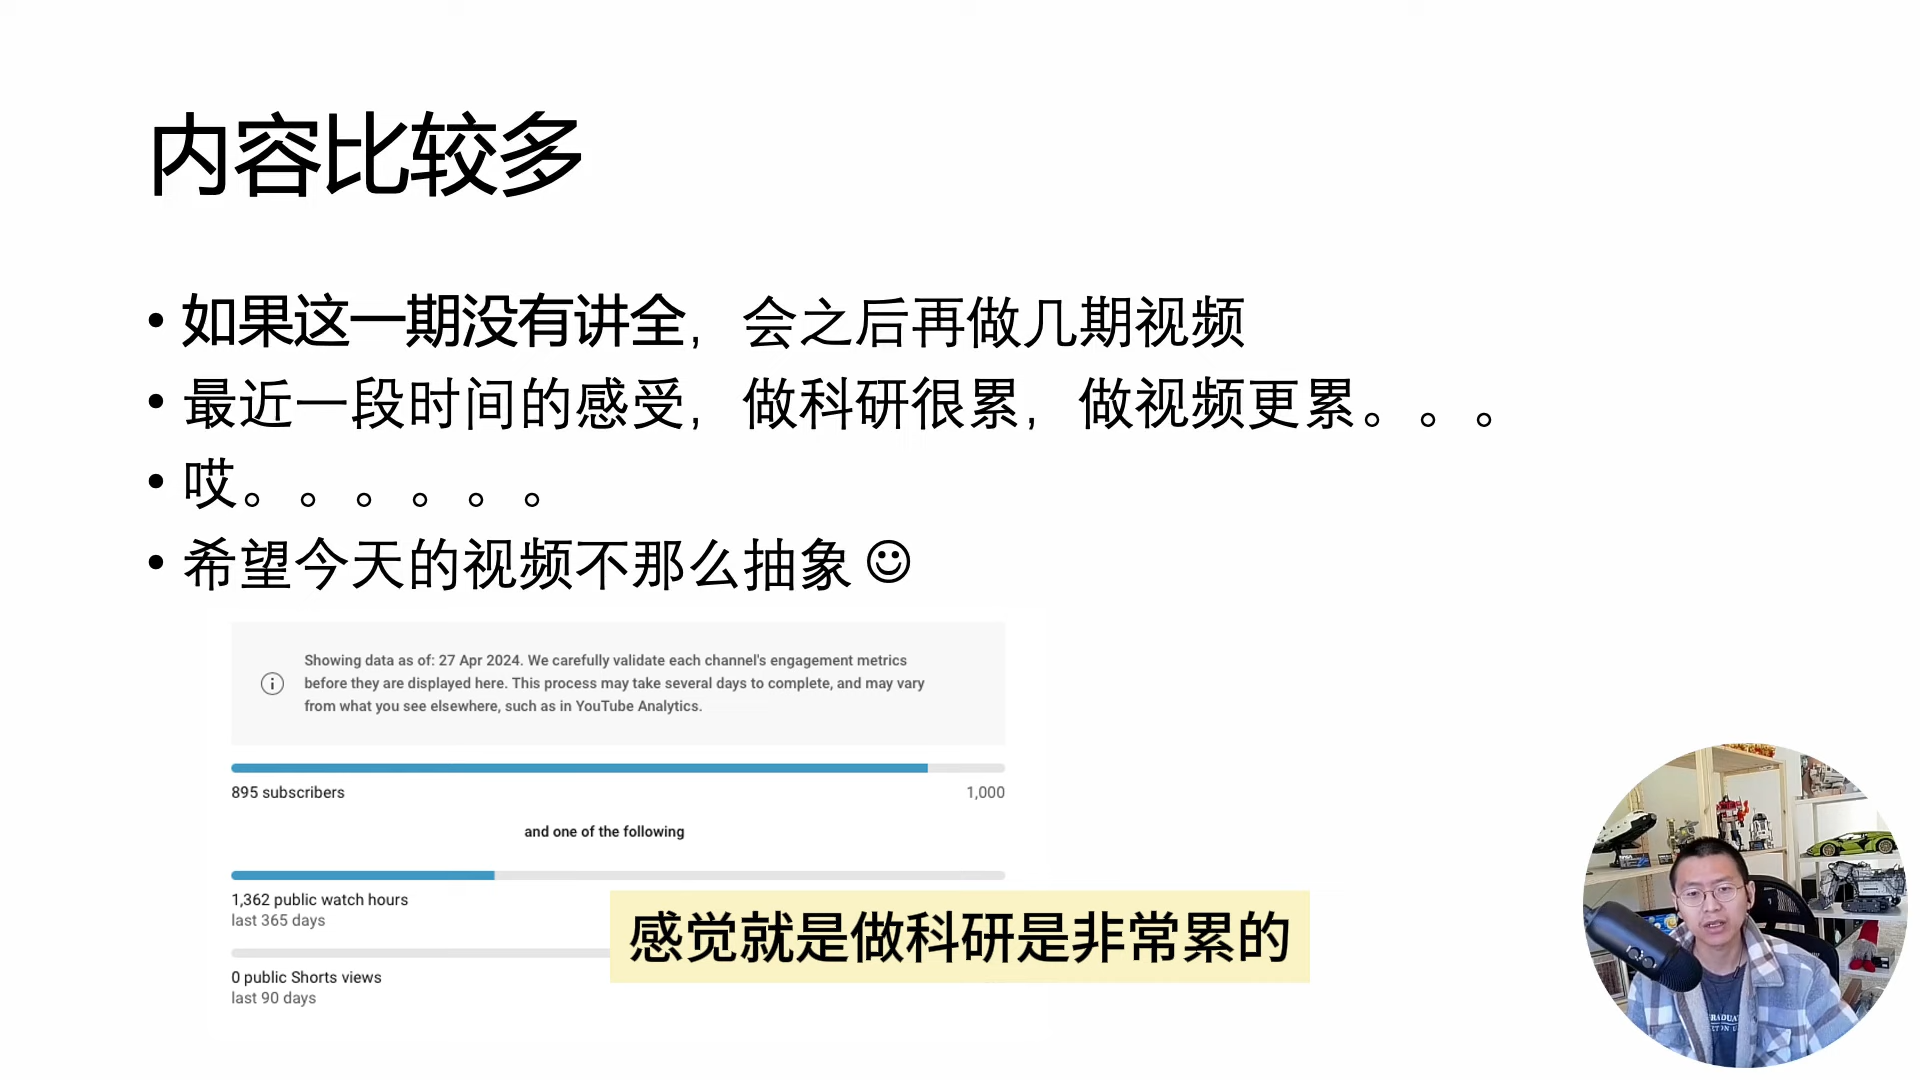 内容比较多
• 如果这一期没有讲全，会之后再做几期视频
• 最近一段时间的感受，做科研很累，做视频更累。。。
• 哎。。。。。。
• 希望今天的视频不那么抽象☺
Showing data as of: 27 Apr 2024. We carefully validate each channel's engagement metrics
before they are displayed here. This process may take several days to complete, and may vary
from what you see elsewhere, such as in YouTube Analytics.
895 subscribers 1,000
and one of the following
1,362 public watch hours
last 365 days
0 public Shorts views
last 90 days
感觉就是做科研是非常累的